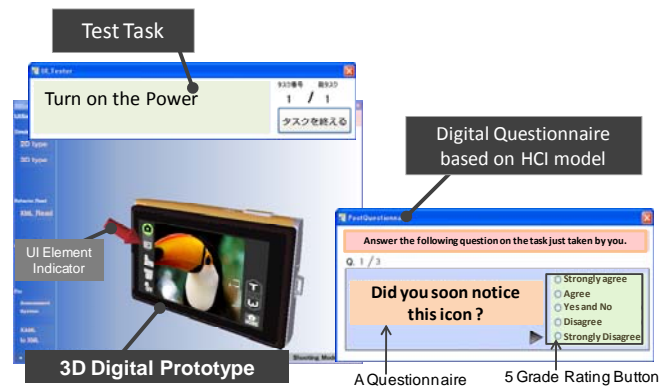 Test Task
UI_Tester
Turn on the Power
タスク番号 総タスク
1 / 1
タスクを終える
2D type
3D type
XML Read
UI Element
Indicator
3D Digital Prototype
Digital Questionnaire
based on HCI model
PostQuestionnai
Answer the following question on the task just taken by you.
Q. 1 / 3
Did you soon notice
this icon ?
Strongly agree
Agree
Yes and No
Disagree
Strongly Disagree
A Questionnaire
5 Grade Rating Button